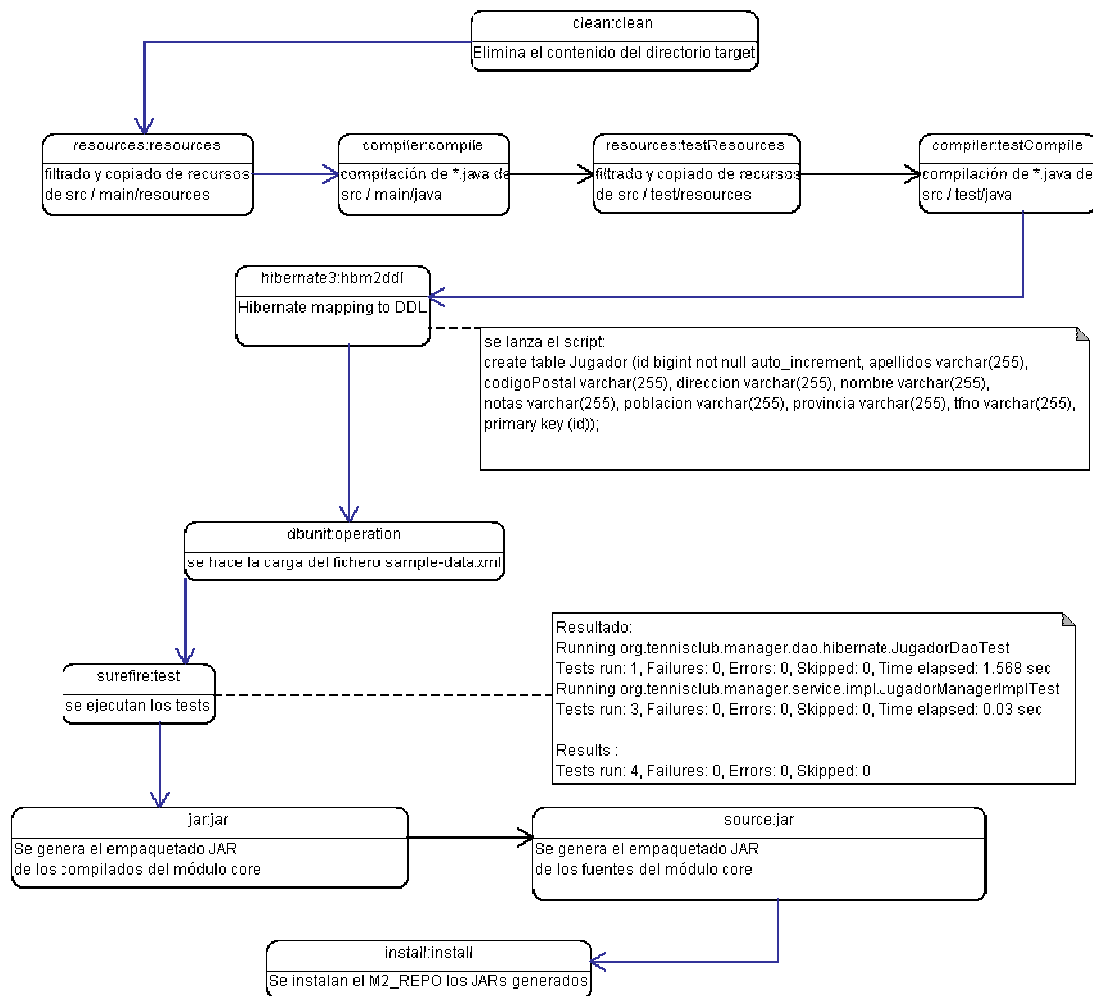 clean:clean
Elimina el contenido del directorio target
resources:resources
filtrado y copiado de recursos
de src / main/resources
compiler:compile
compilación de *.java de
src / main/java
resources:testResources
filtrado y copiado de recursos
de src / test/resources
compiler:testCompile
compilación de *.java de
src / test/java
hibernate3:hbm2ddl
Hibernate mapping to DDL
se lanza el script:
create table Jugador (id bigint not null auto_increment, apellidos varchar(255),
codigoPostal varchar(255), direccion varchar(255), nombre varchar(255),
notas varchar(255), poblacion varchar(255), provincia varchar(255), tfno varchar(255),
primary key (id));
dbunit:operation
se hace la carga del fichero sample-data.xml
surefire:test
se ejecutan los tests
Resultado:
Running org.tennisclub.manager.dao.hibernate.JugadorDaoTest
Tests run: 1, Failures: 0, Errors: 0, Skipped: 0, Time elapsed: 1.568 sec
Running org.tennisclub.manager.service.impl.JugadorManagerImplTest
Tests run: 3, Failures: 0, Errors: 0, Skipped: 0, Time elapsed: 0.03 sec
Results :
Tests run: 4, Failures: 0, Errors: 0, Skipped: 0
jar:jar
Se genera el empaquetado JAR
de los compilados del módulo core
source:jar
Se genera el empaquetado JAR
de los fuentes del módulo core
install:install
Se instalan el M2_REPO los JARs generados